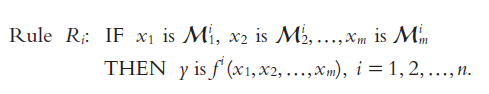 Rule Rᵢ: IF x₁ is ℳ₁ⁱ, x₂ is ℳ₂ⁱ,…,xₘ is ℳₘⁱ
THEN y is fⁱ(x₁,x₂,…,xₘ), i = 1, 2,…, n.